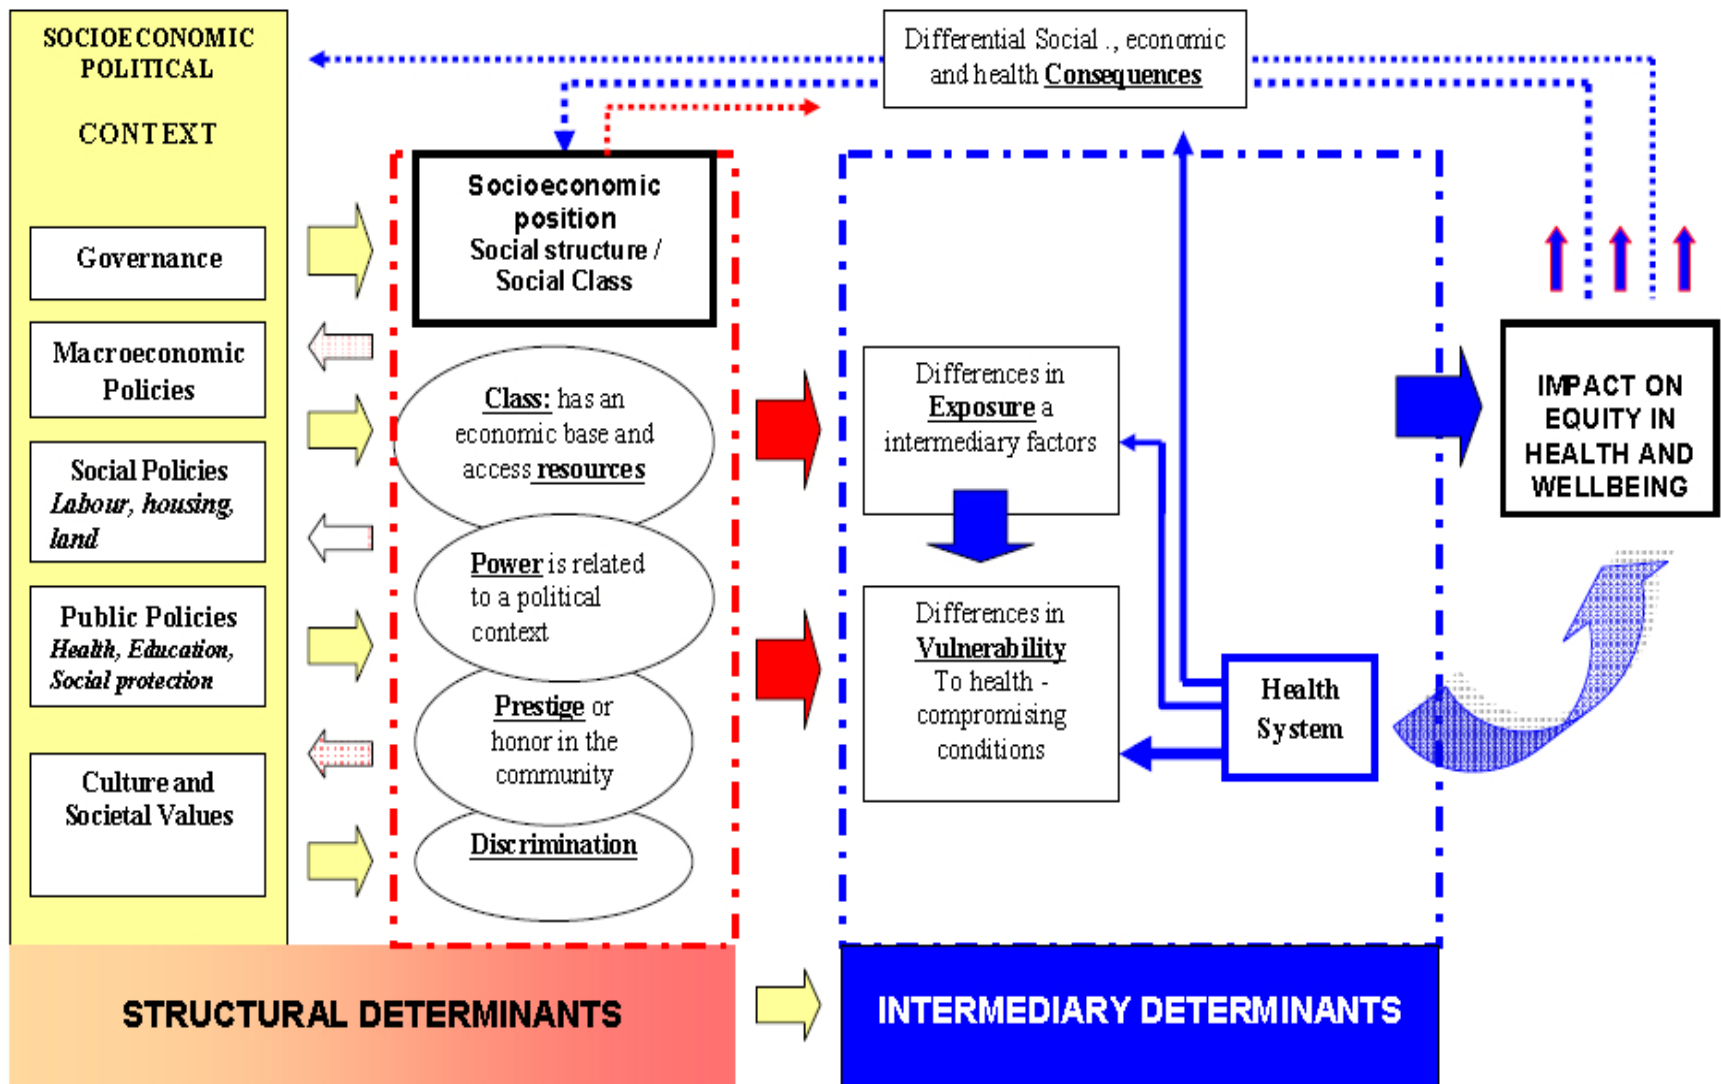 SOCIOECONOMIC
POLITICAL
CONTEXT
Governance
Macroeconomic
Policies
Social Policies
Labour, housing,
land
Public Policies
Health, Education,
Social protection
Culture and
Societal Values
Socioeconomic
position
Social structure /
Social Class
Class: has an
economic base and
access resources
Power is related
to a political
context
Prestige or
honor in the
community
Discrimination
Differential Social ., economic
and health Consequences
Differences in
Exposure a
intermediary factors
Differences in
Vulnerability
To health -
compromising
conditions
Health
System
IMPACT ON
EQUITY IN
HEALTH AND
WELLBEING
STRUCTURAL DETERMINANTS
INTERMEDIARY DETERMINANTS